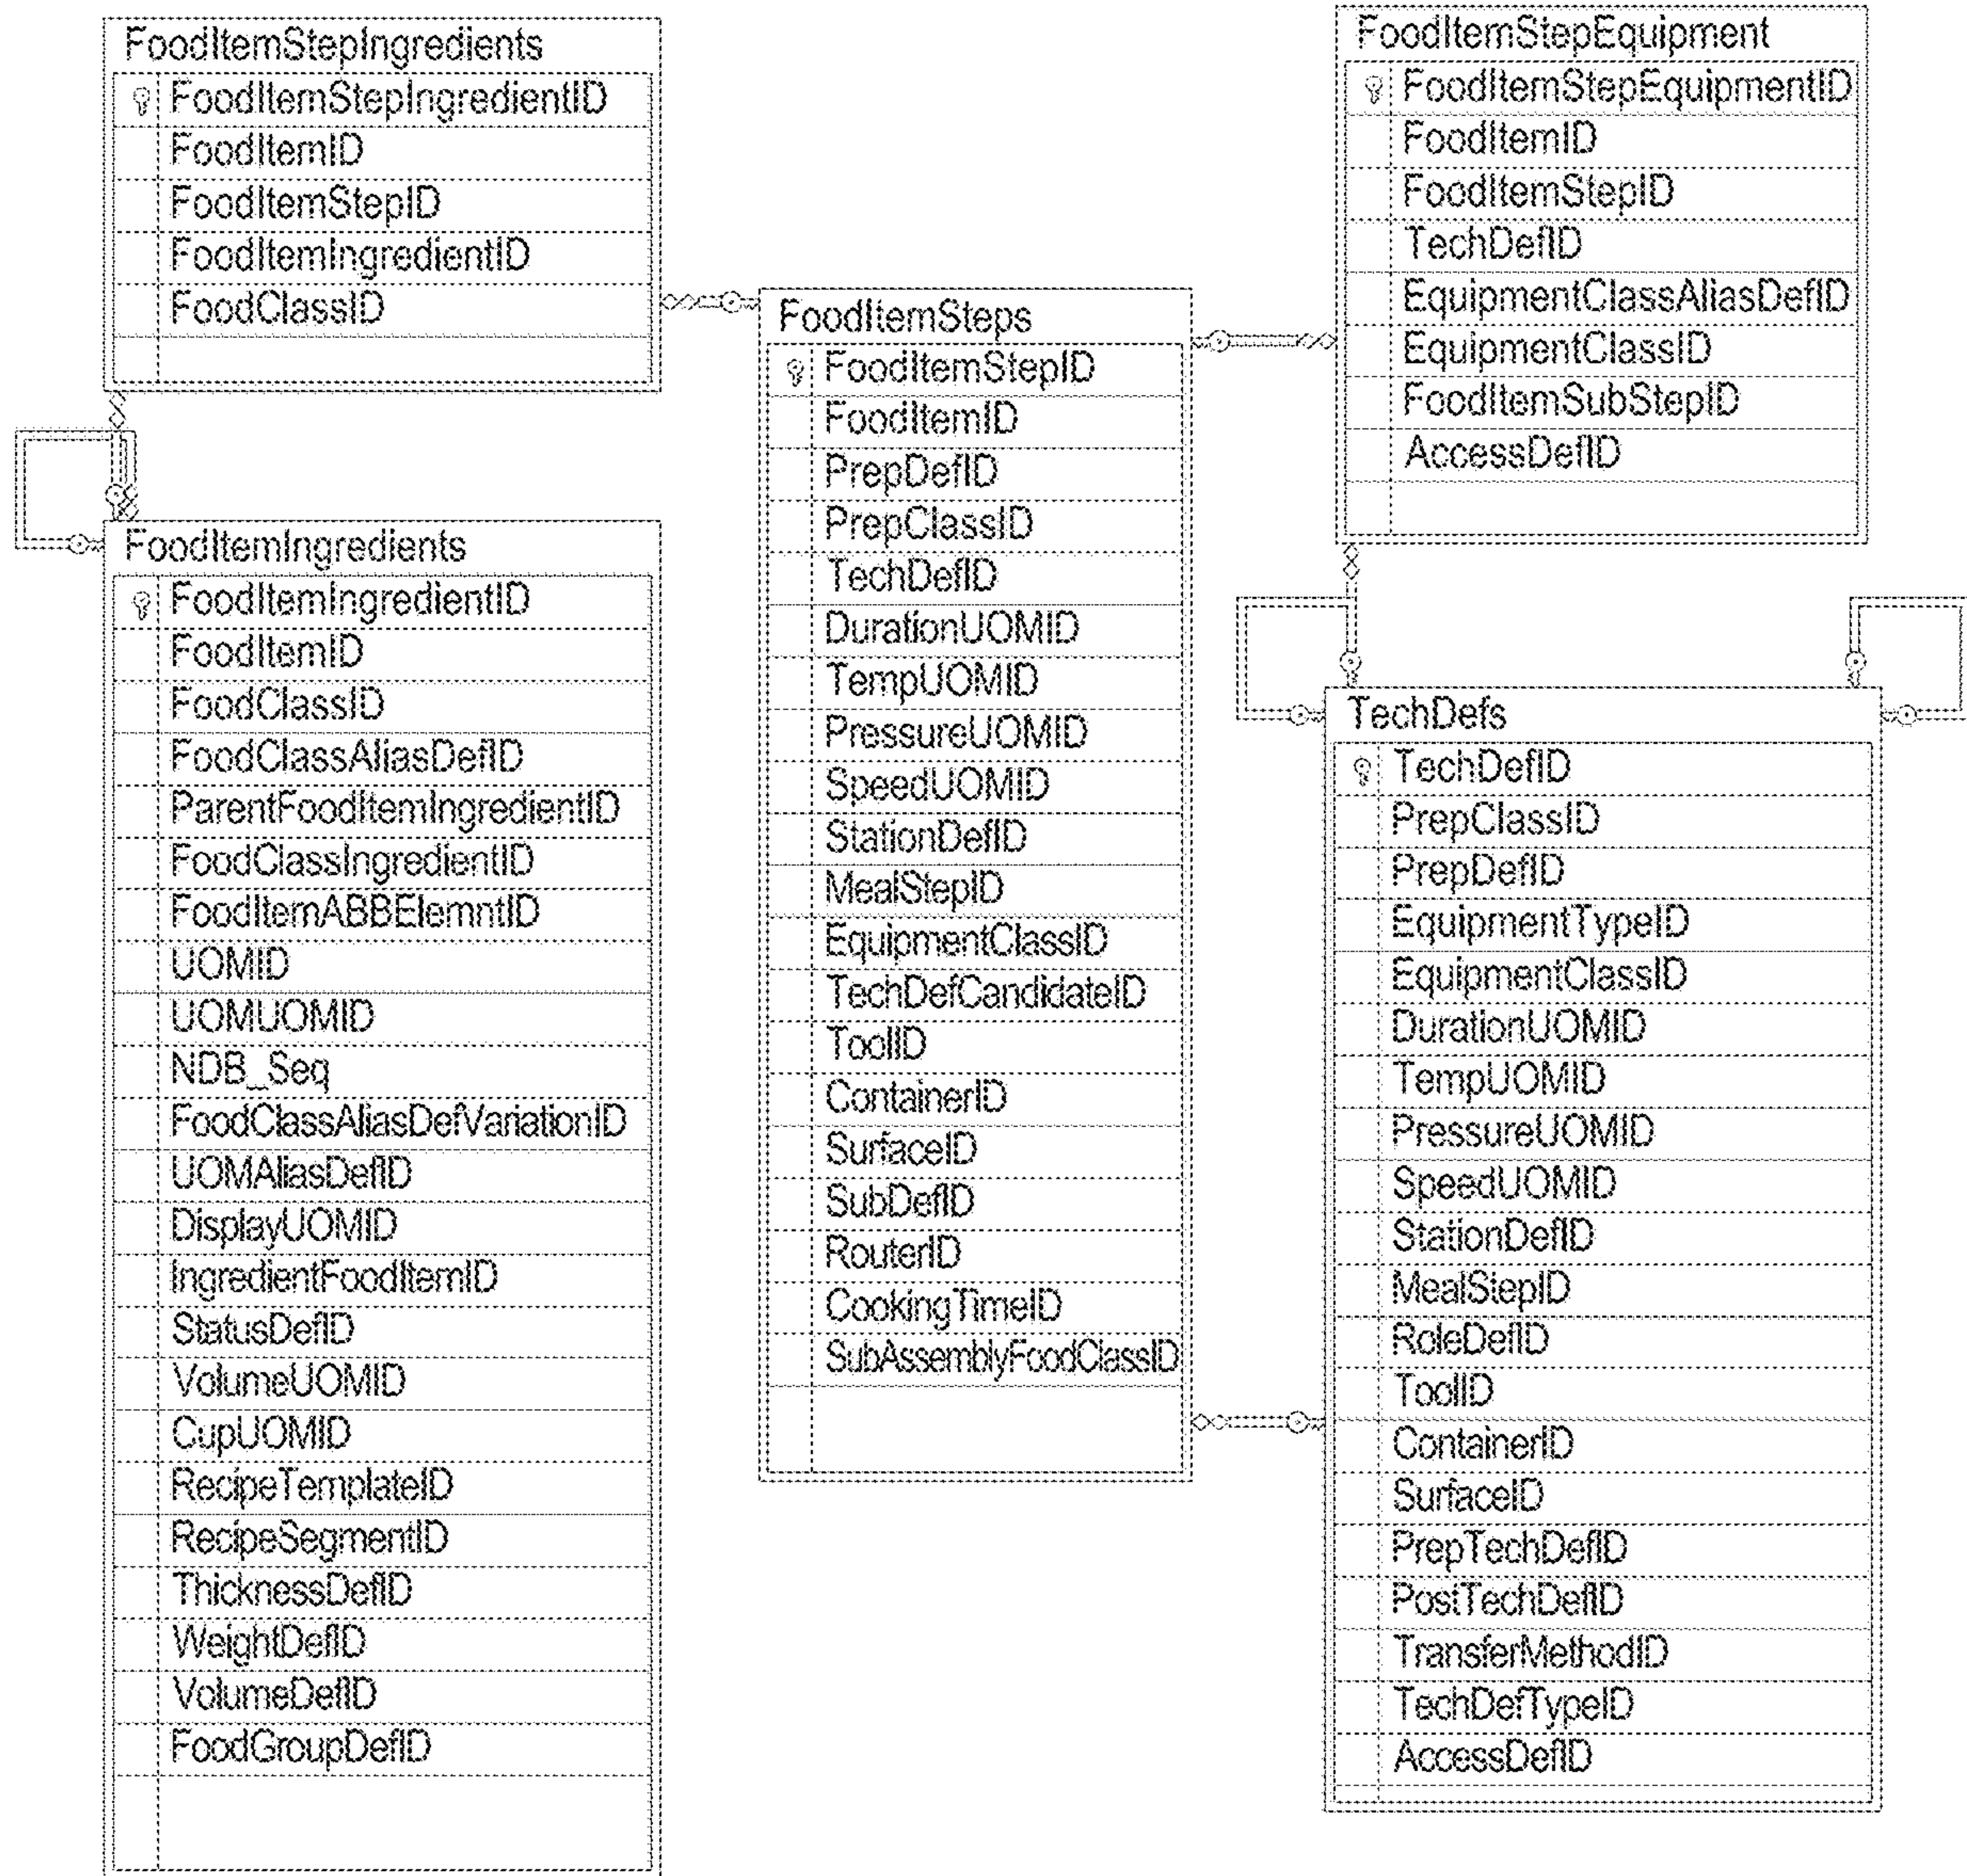 FoodItemStepIngredients
FoodItemStepIngredientID
FoodItemID
FoodItemStepID
FoodItemIngredientID
FoodClassID
FoodItemIngredients
FoodItemIngredientID
FoodItemID
FoodClassID
FoodClassAliasDefID
ParentFoodItemIngredientID
FoodClassIngredientID
FoodItemABBElemntID
UOMID
UOMUOMID
NDB_Seq
FoodClassAliasDefVariationID
UOMAliasDefID
DisplayUOMID
IngredientFoodItemID
StatusDefID
VolumeUOMID
CupUOMID
RecipeTemplateID
RecipeSegmentID
ThicknessDefID
WeightDefID
VolumeDefID
FoodGroupDefID
FoodItemSteps
FoodItemStepID
FoodItemID
PrepDefID
PrepClassID
TechDefID
DurationUOMID
TempUOMID
PressureUOMID
SpeedUOMID
StationDefID
MealStepID
EquipmentClassID
TechDefCandidateID
ToolID
ContainerID
SurfaceID
SubDefID
RouterID
CookingTimeID
SubAssemblyFoodClassID
FoodItemStepEquipment
FoodItemStepEquipmentID
FoodItemID
FoodItemStepID
TechDefID
EquipmentClassAliasDefID
EquipmentClassID
FoodItemSubStepID
AccessDefID
TechDefs
TechDefID
PrepClassID
PrepDefID
EquipmentTypeID
EquipmentClassID
DurationUOMID
TempUOMID
PressureUOMID
SpeedUOMID
StationDefID
MealStepID
RoleDefID
ToolID
ContainerID
SurfaceID
PrepTechDefID
PostTechDefID
TransferMethodID
TechDefTypeID
AccessDefID